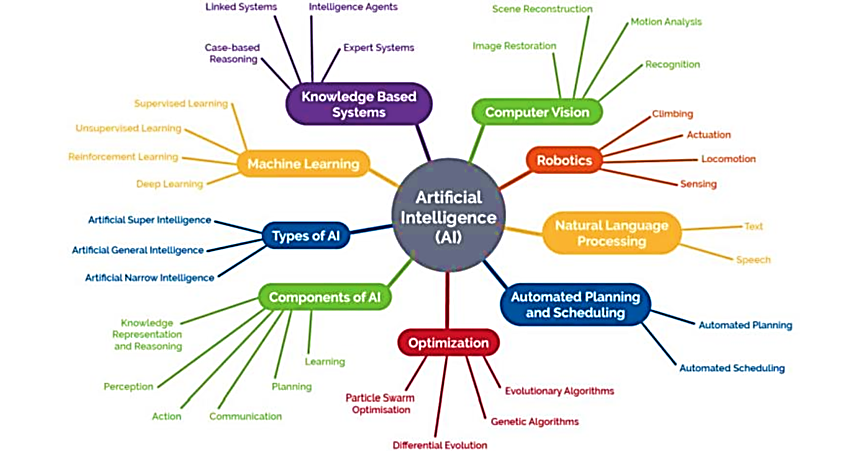 Linked Systems
Intelligence Agents
Case-based
Reasoning
Expert Systems
Knowledge Based
Systems
Scene Reconstruction
Motion Analysis
Image Restoration
Recognition
Computer Vision
Supervised Learning
Unsupervised Learning
Reinforcement Learning
Deep Learning
Machine Learning
Climbing
Actuation
Locomotion
Sensing
Robotics
Artificial
Intelligence
(AI)
Artificial Super Intelligence
Artificial General Intelligence
Artificial Narrow Intelligence
Types of AI
Natural Language
Processing
Text
Speech
Components of AI
Knowledge
Representation
and Reasoning
Perception
Action
Communication
Planning
Learning
Automated Planning
and Scheduling
Automated Planning
Automated Scheduling
Optimization
Particle Swarm
Optimisation
Differential Evolution
Genetic Algorithms
Evolutionary Algorithms